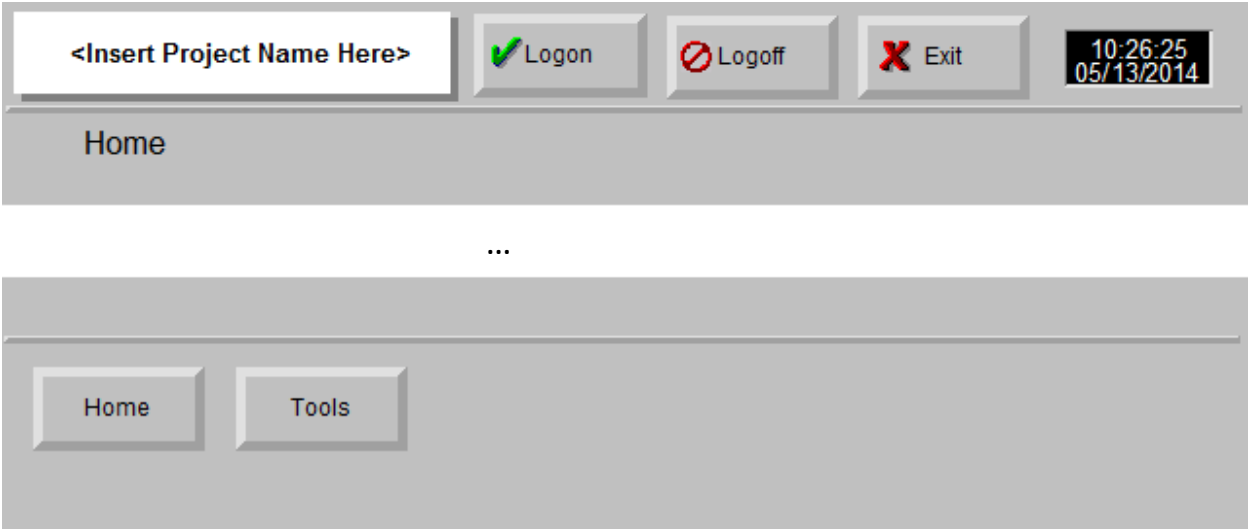 <Insert Project Name Here>
Logon
Logoff
Exit
10:26:25
05/13/2014
Home
...
Home
Tools